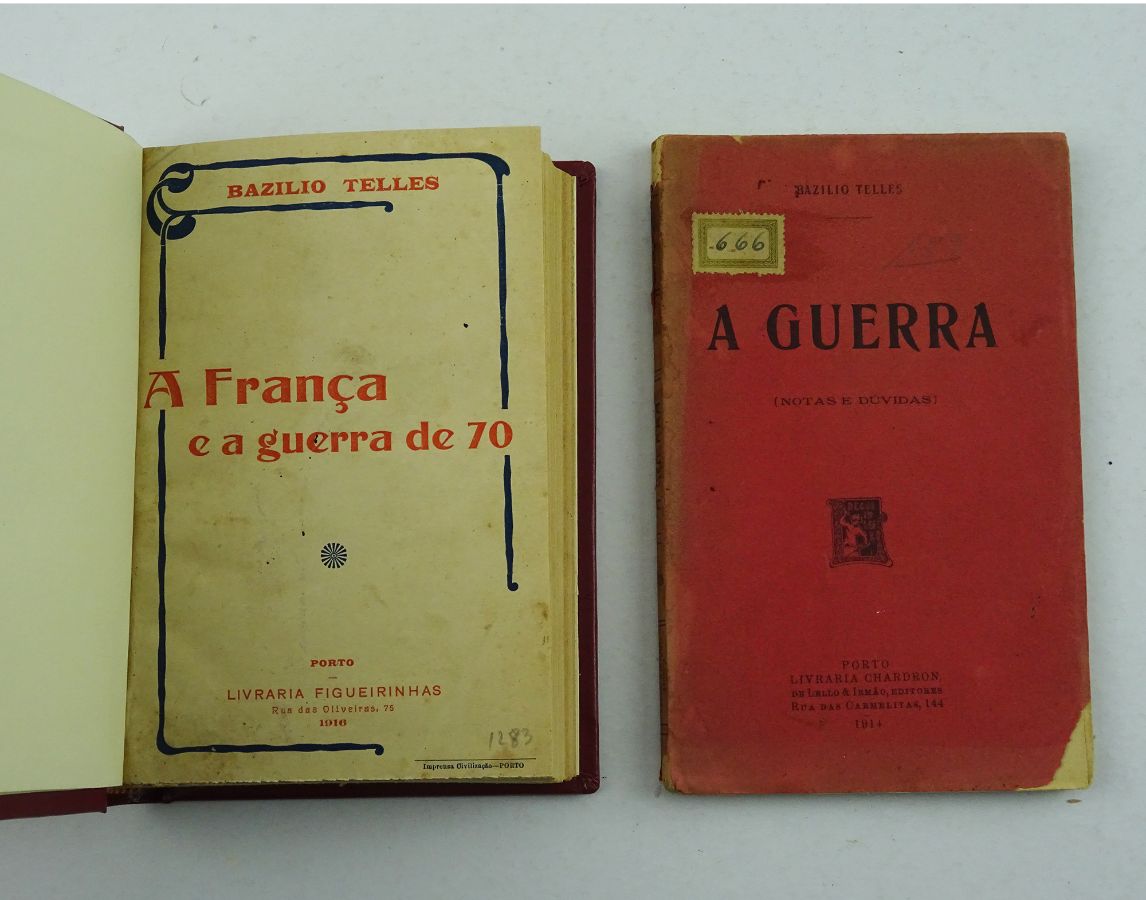 BAZILIO TELLES
A França
e a guerra de 70
PORTO
LIVRARIA FIGUEIRINHAS
Rua das Oliveiras, 75
1916
1283
Imprensa Civilização—PORTO
BAZILIO TELLES
666
A GUERRA
(NOTAS E DÚVIDAS)
PORTO
LIVRARIA CHARDRON,
DE LELLO & IRMÃO, EDITORES
RUA DAS CARMELITAS, 144
1914